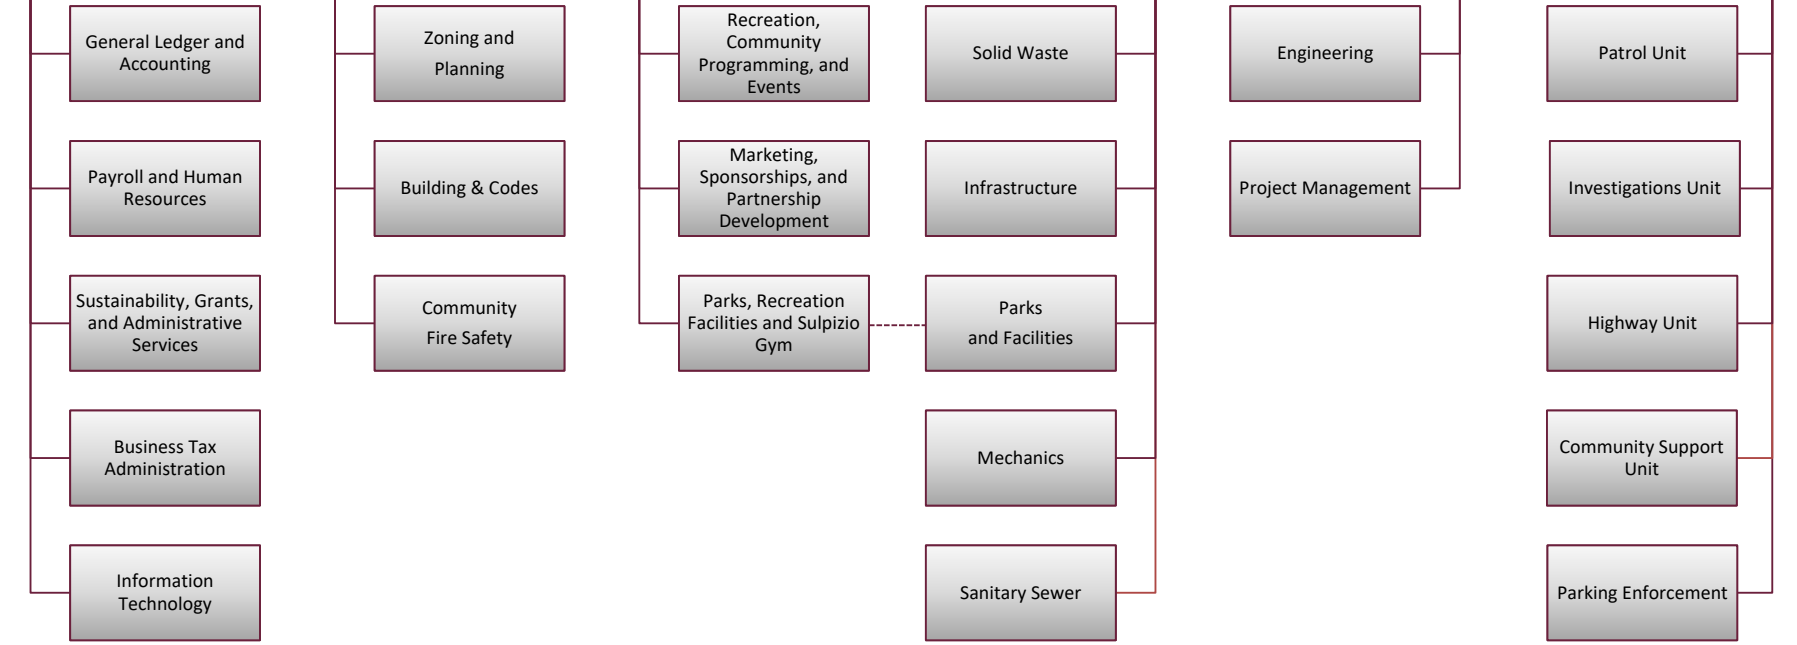 General Ledger and
Accounting
Zoning and
Planning
Recreation,
Community
Programming, and
Events
Solid Waste
Engineering
Patrol Unit
Payroll and Human
Resources
Building & Codes
Marketing,
Sponsorships, and
Partnership
Development
Infrastructure
Project Management
Investigations Unit
Sustainability, Grants,
and Administrative
Services
Community
Fire Safety
Parks, Recreation
Facilities and Sulpizio
Gym
Parks
and Facilities
Highway Unit
Business Tax
Administration
Mechanics
Community Support
Unit
Information
Technology
Sanitary Sewer
Parking Enforcement